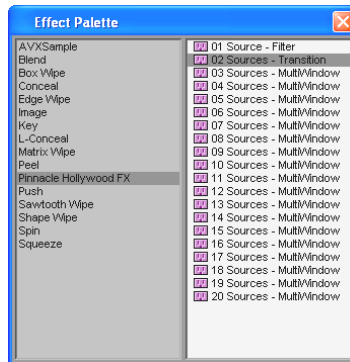 Effect Palette
AVXSample
Blend
Box Wipe
Conceal
Edge Wipe
Image
Key
L-Conceal
Matrix Wipe
Peel
Pinnacle Hollywood FX
Push
Sawtooth Wipe
Shape Wipe
Spin
Squeeze
01 Source - Filter
02 Sources - Transition
03 Sources - MultiWindow
04 Sources - MultiWindow
05 Sources - MultiWindow
06 Sources - MultiWindow
07 Sources - MultiWindow
08 Sources - MultiWindow
09 Sources - MultiWindow
10 Sources - MultiWindow
11 Sources - MultiWindow
12 Sources - MultiWindow
13 Sources - MultiWindow
14 Sources - MultiWindow
15 Sources - MultiWindow
16 Sources - MultiWindow
17 Sources - MultiWindow
18 Sources - MultiWindow
19 Sources - MultiWindow
20 Sources - MultiWindow